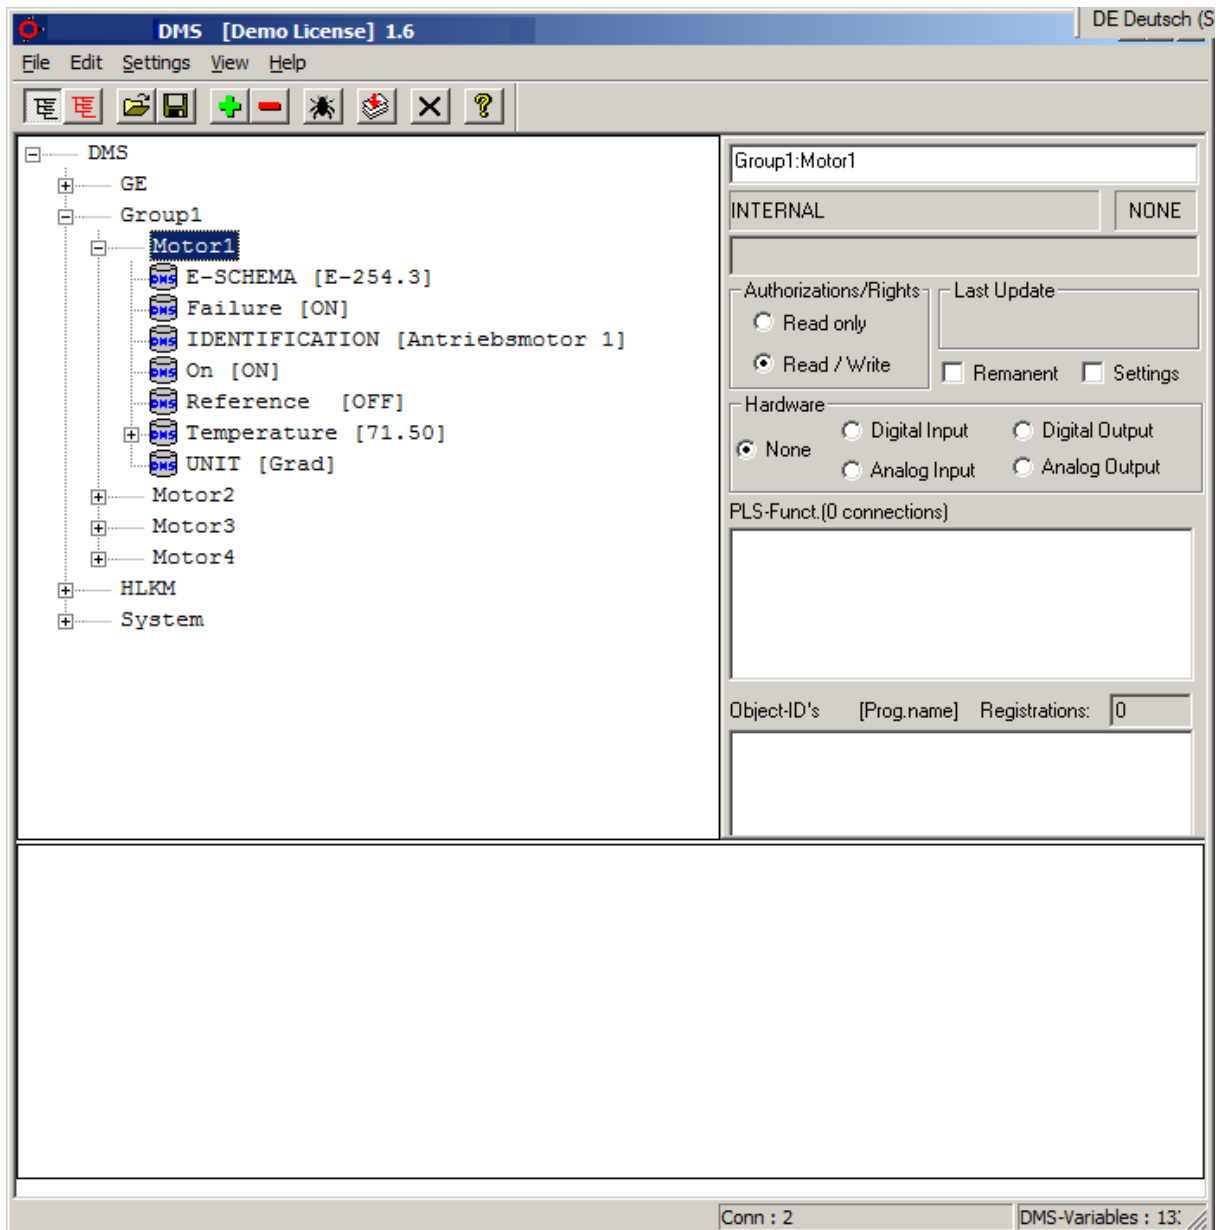 DMS [Demo License] 1.6
DE Deutsch (S
File Edit Settings View Help
DMS
GE
Group1
Motor1
E-SCHEMA [E-254.3]
Failure [ON]
IDENTIFICATION [Antriebsmotor 1]
On [ON]
Reference [OFF]
Temperature [71.50]
UNIT [Grad]
Motor2
Motor3
Motor4
HLKM
System
Group1:Motor1
INTERNAL NONE
Authorizations/Rights Last Update
Read only
Read / Write
Remanent Settings
Hardware
None
Digital Input Digital Output
Analog Input Analog Output
PLS-Funct.(0 connections)
Object-ID's [Prog.name] Registrations: 0
Conn : 2 DMS-Variables :